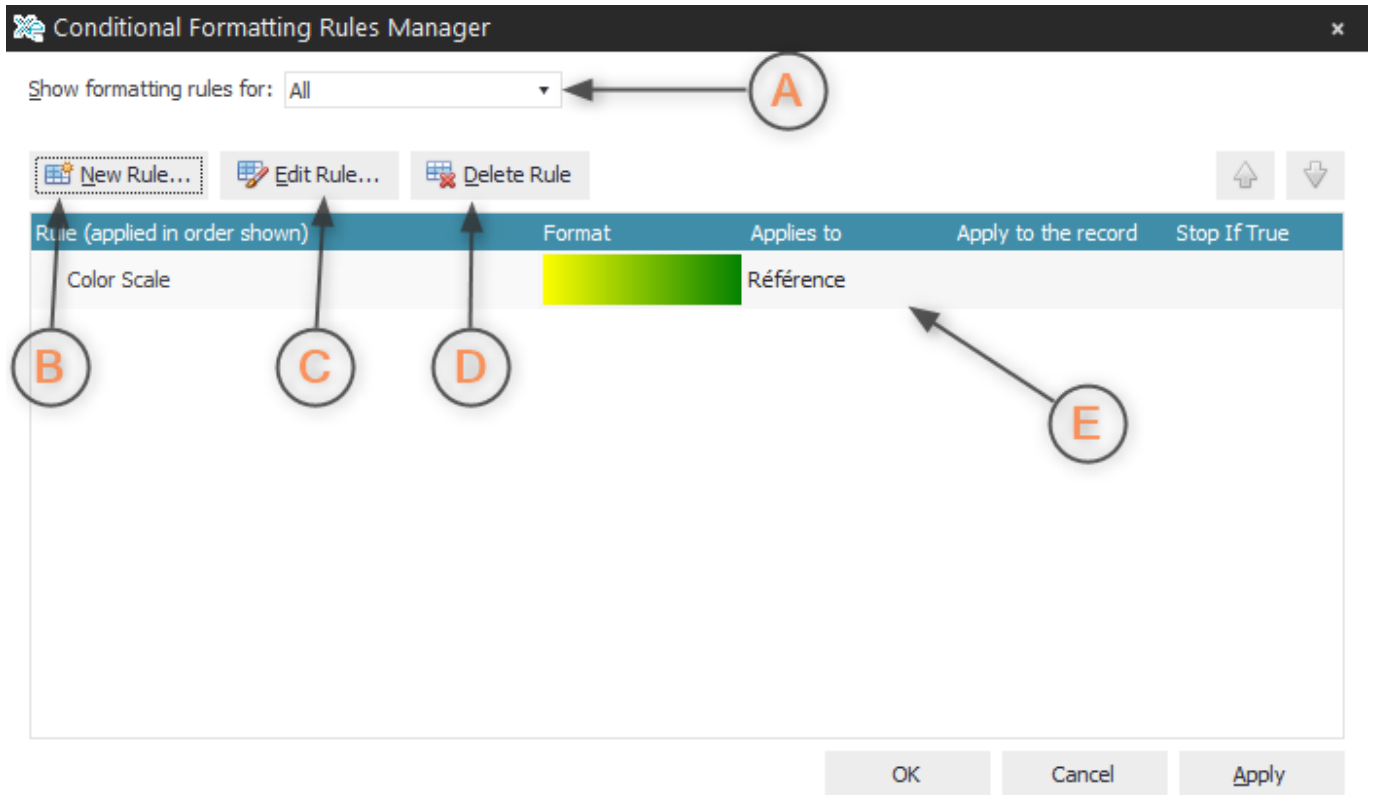 Conditional Formatting Rules Manager
Show formatting rules for: All
A
New Rule... Edit Rule... Delete Rule
Rule (applied in order shown) Format Applies to Apply to the record Stop If True
Color Scale Référence
B C D
E
OK Cancel Apply